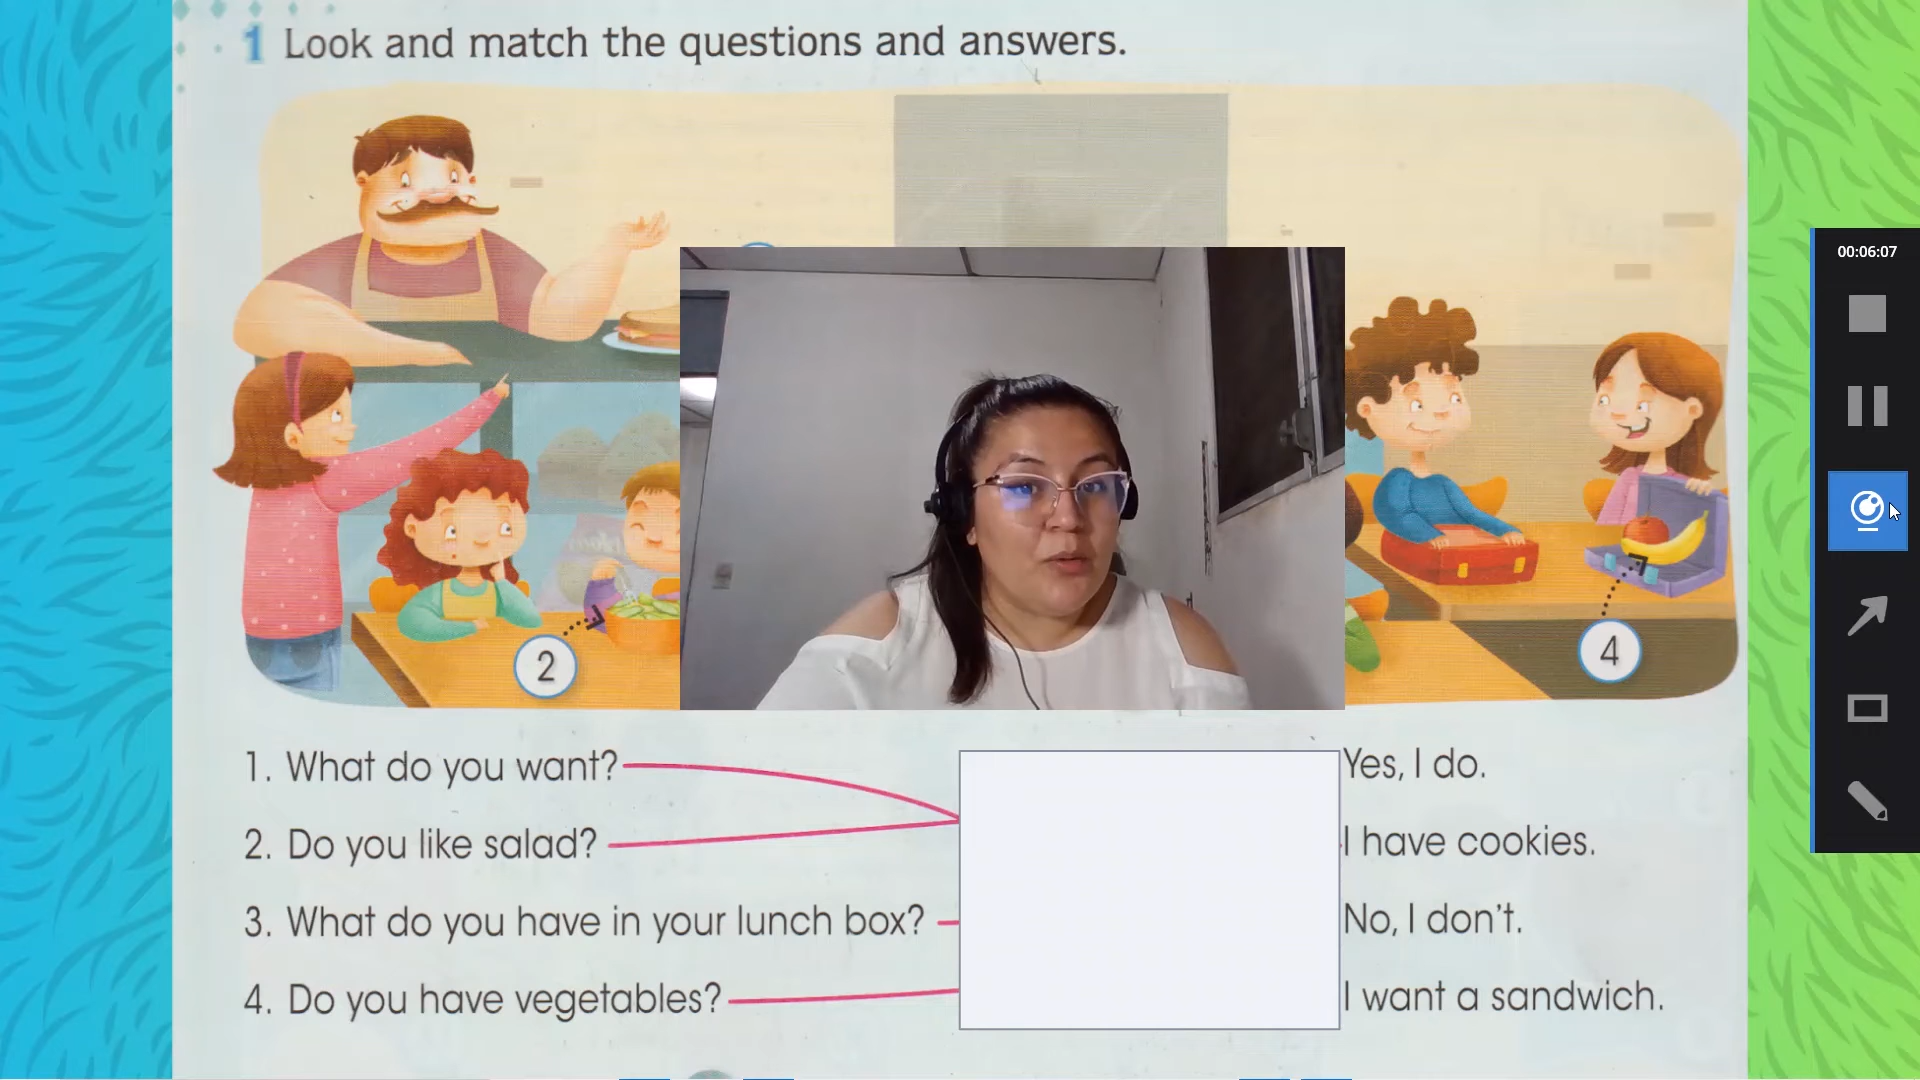 1 Look and match the questions and answers.
00:06:07
2
4
1. What do you want?
Yes, I do.
2. Do you like salad?
I have cookies.
3. What do you have in your lunch box?
No, I don't.
4. Do you have vegetables?
I want a sandwich.